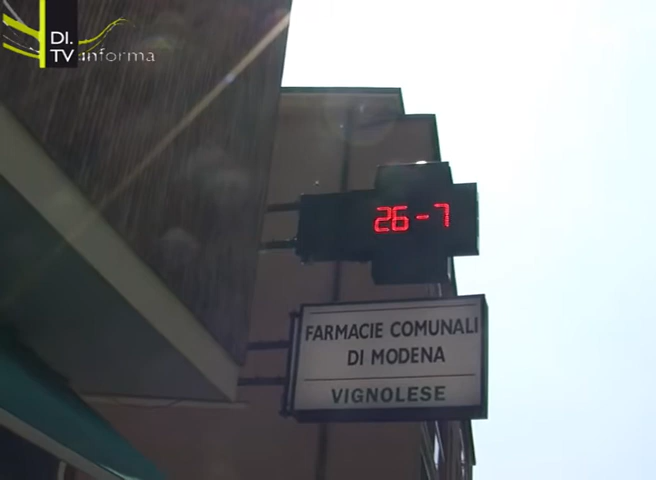 DI.
TV informa
26-7
FARMACIE COMUNALI
DI MODENA
VIGNOLESE